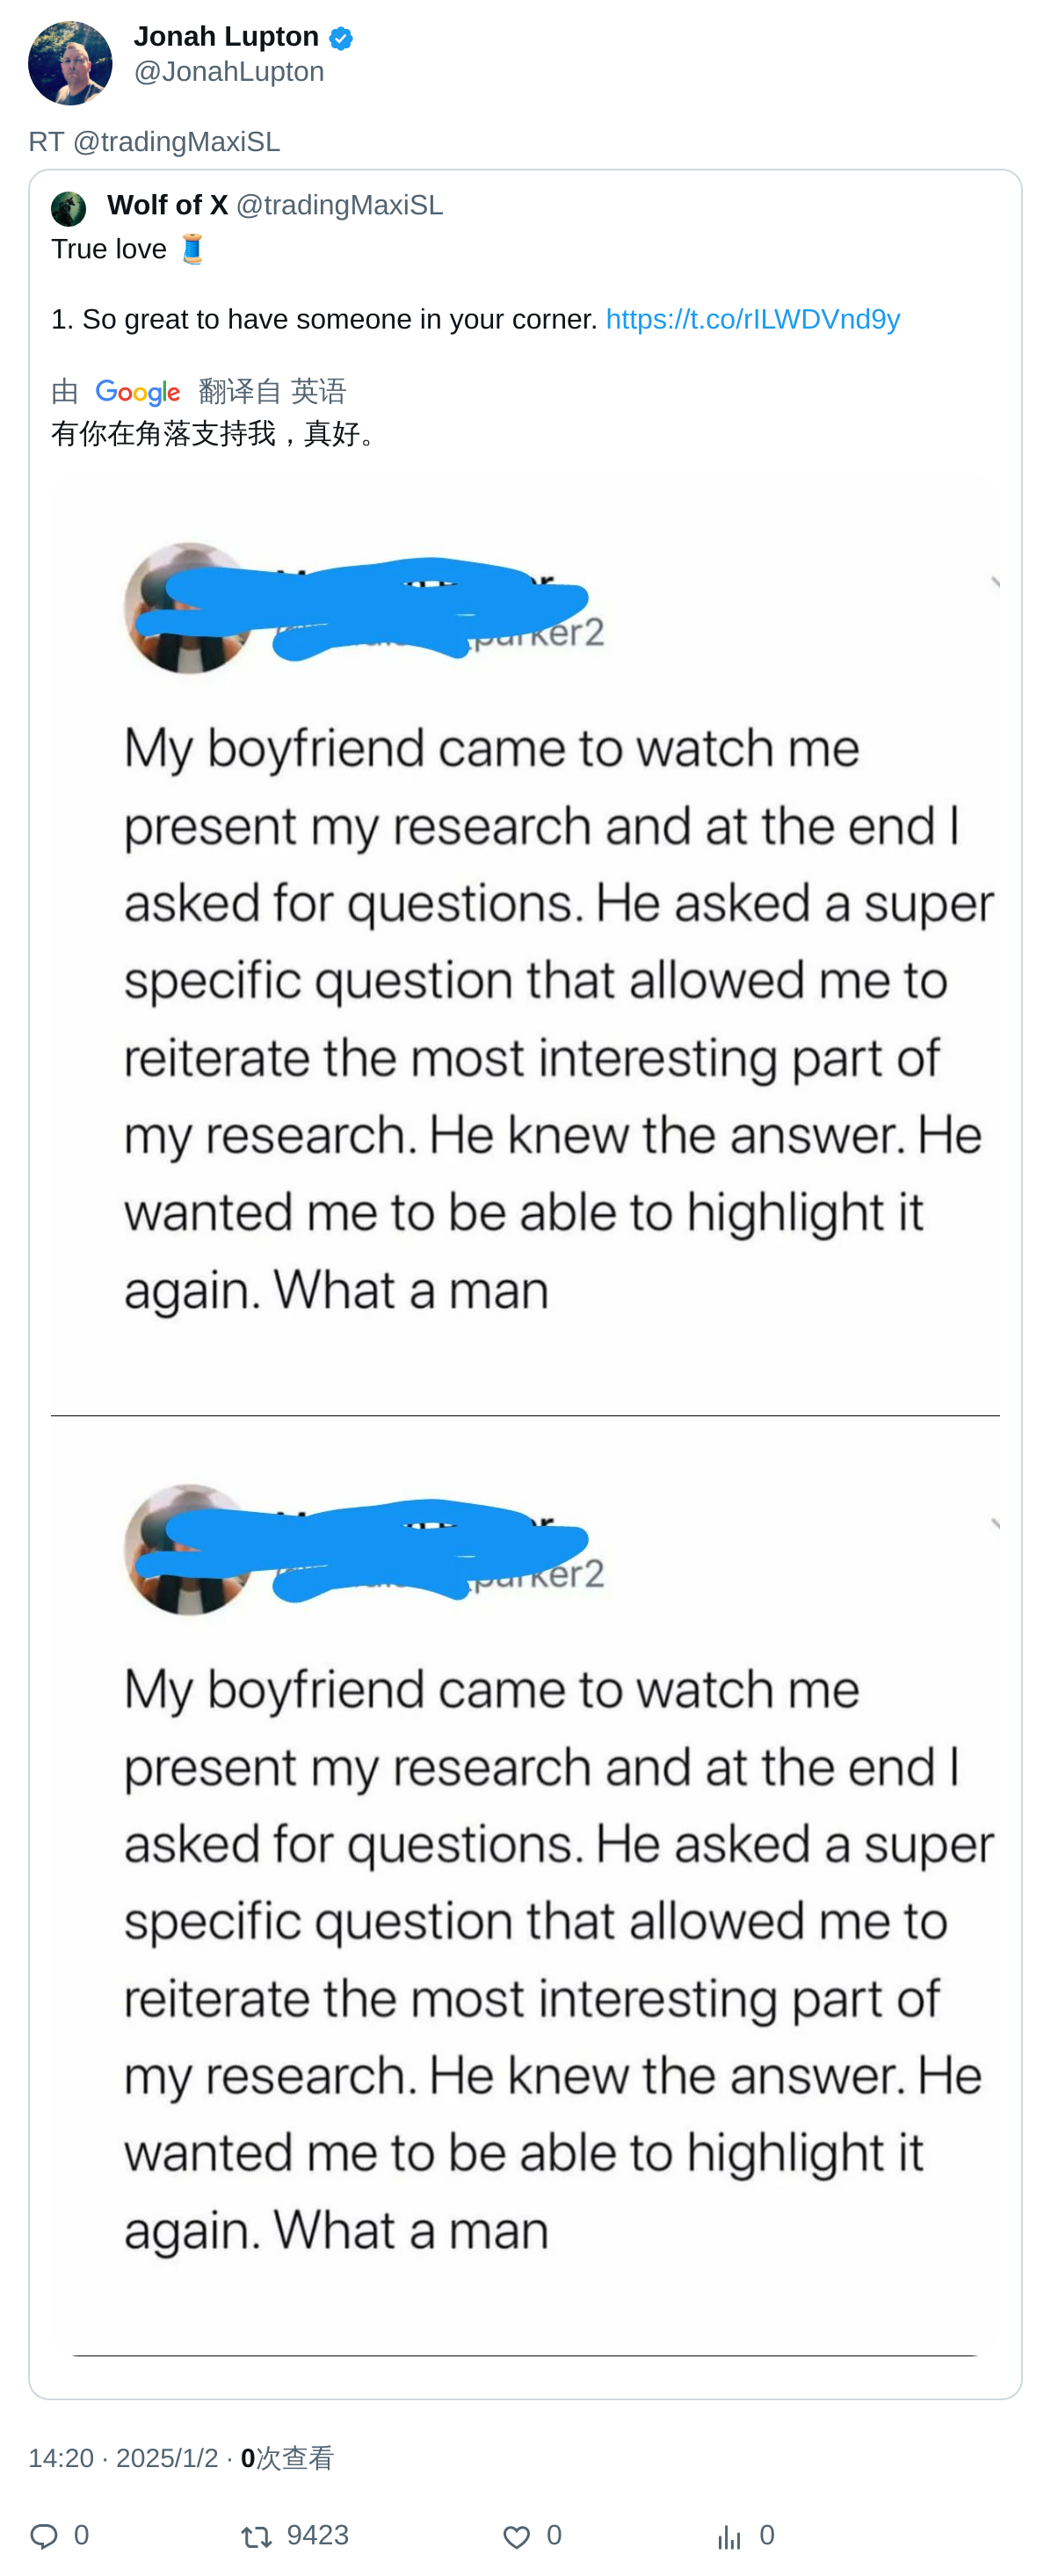 Jonah Lupton
@JonahLupton
RT @tradingMaxiSL
Wolf of X @tradingMaxiSL
True love 🧵
1. So great to have someone in your corner. https://t.co/rILWDVnd9y
由 Google 翻译自 英语
有你在角落支持我，真好。
My boyfriend came to watch me
present my research and at the end I
asked for questions. He asked a super
specific question that allowed me to
reiterate the most interesting part of
my research. He knew the answer. He
wanted me to be able to highlight it
again. What a man
My boyfriend came to watch me
present my research and at the end I
asked for questions. He asked a super
specific question that allowed me to
reiterate the most interesting part of
my research. He knew the answer. He
wanted me to be able to highlight it
again. What a man
14:20 · 2025/1/2 · 0次查看
0 9423 0 0